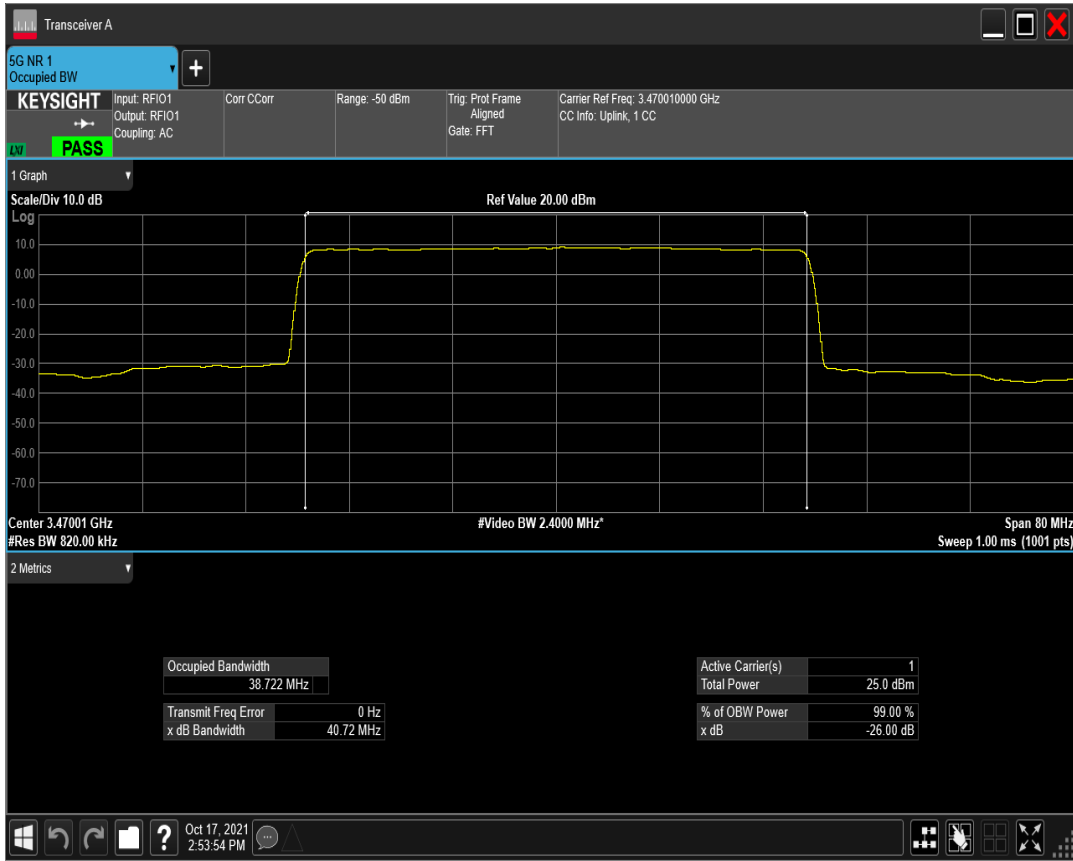 Transceiver A
5G NR 1
Occupied BW
+
KEYSIGHT
LXI
PASS
Input: RFIO1
Output: RFIO1
Coupling: AC
Corr CCorr
Range: -50 dBm
Trig: Prot Frame
Aligned
Gate: FFT
Carrier Ref Freq: 3.470010000 GHz
CC Info: Uplink, 1 CC
1 Graph
Scale/Div 10.0 dB
Ref Value 20.00 dBm
Log
10.0
0.00
-10.0
-20.0
-30.0
-40.0
-50.0
-60.0
-70.0
Center 3.47001 GHz
#Video BW 2.4000 MHz*
Span 80 MHz
#Res BW 820.00 kHz
Sweep 1.00 ms (1001 pts)
2 Metrics
Occupied Bandwidth
38.722 MHz
Transmit Freq Error 0 Hz
x dB Bandwidth 40.72 MHz
Active Carrier(s) 1
Total Power 25.0 dBm
% of OBW Power 99.00 %
x dB -26.00 dB
?
Oct 17, 2021
2:53:54 PM